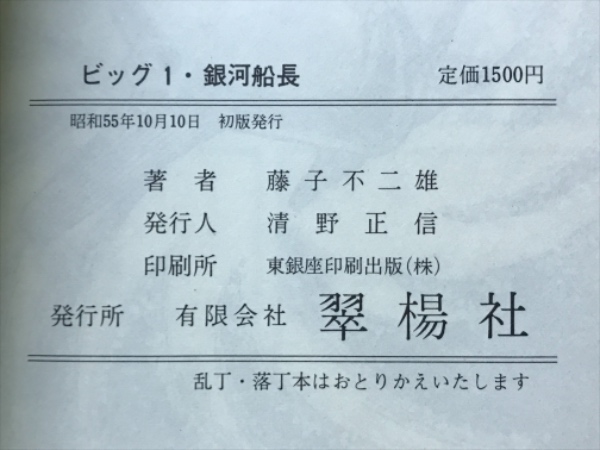 ビッグ1・銀河船長 定価1500円
昭和55年10月10日 初版発行
著者 藤子不二雄
発行人 清野正信
印刷所 東銀座印刷出版(株)
発行所 有限会社 翠楊社
乱丁・落丁本はおとりかえいたします